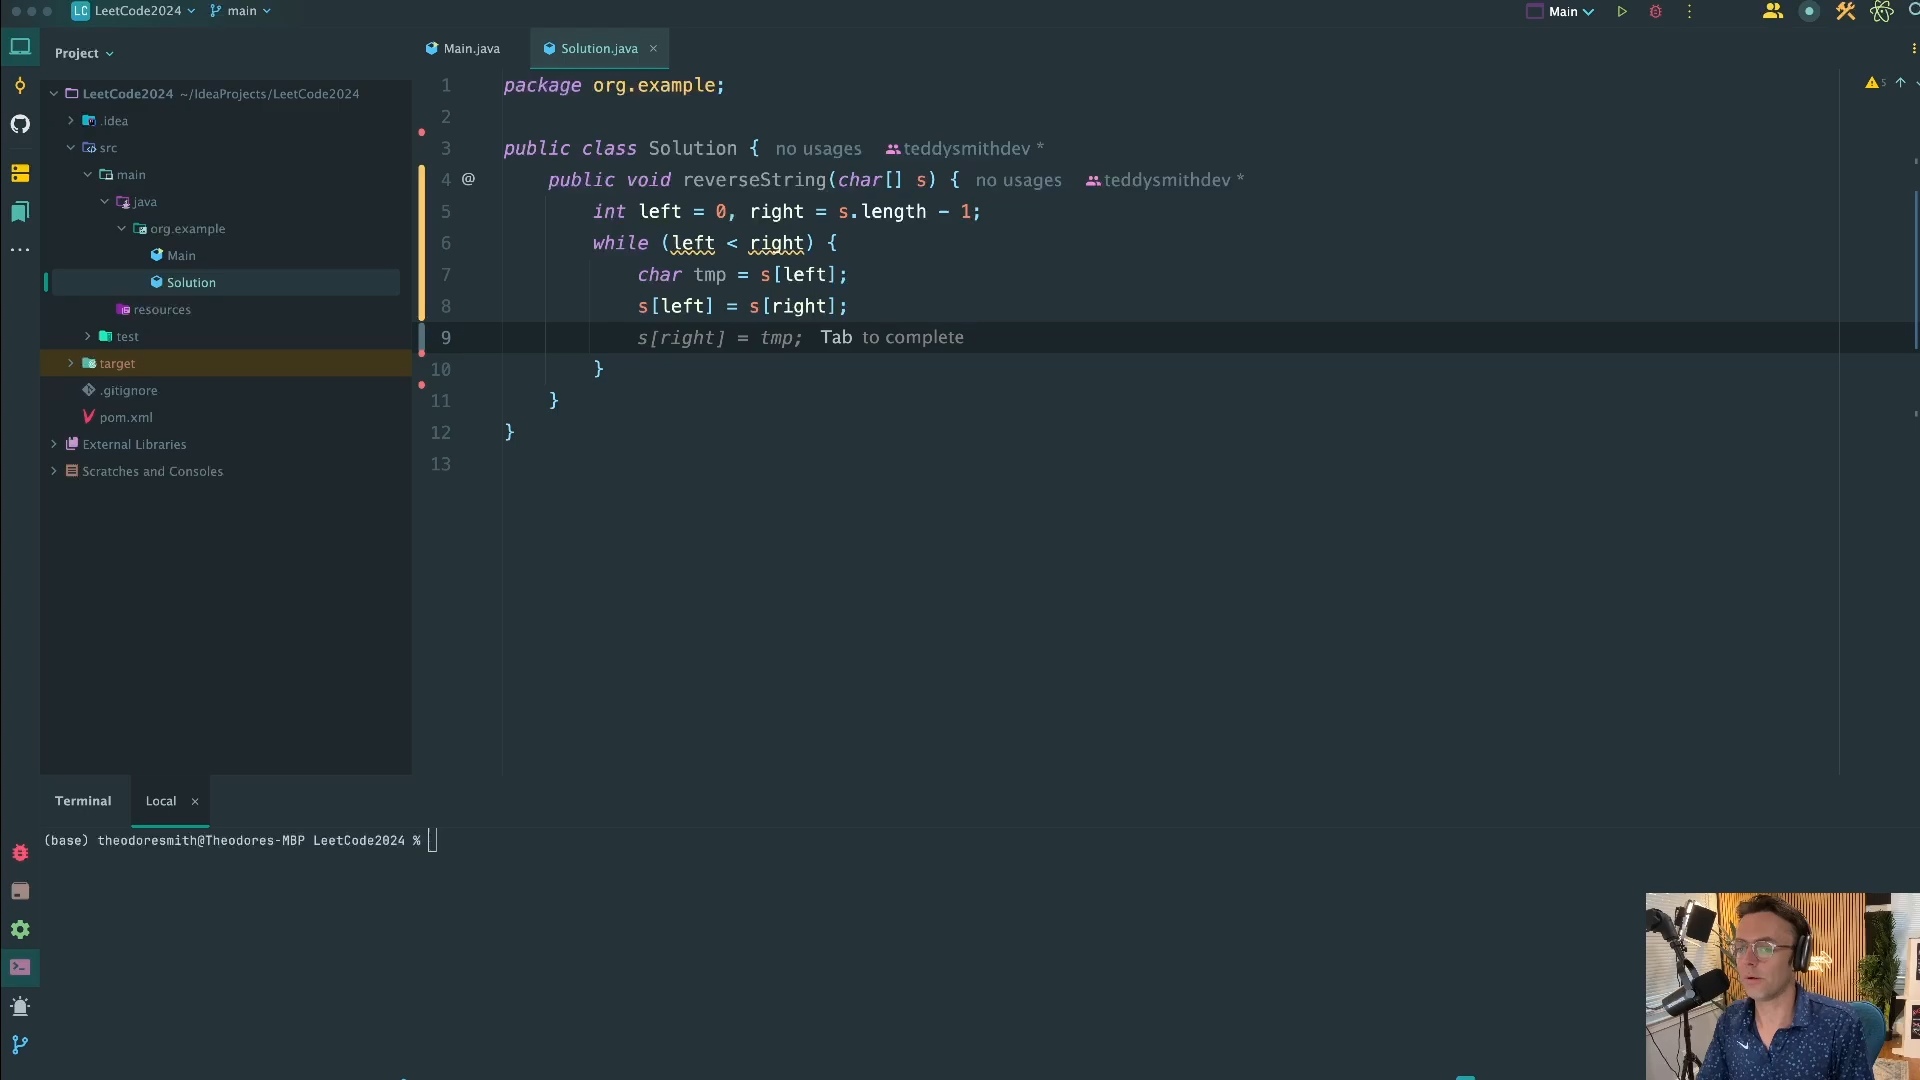 LC LeetCode2024 main Main
Project
Main.java Solution.java
LeetCode2024 ~/IdeaProjects/LeetCode2024
.idea
src
main
java
org.example
Main
Solution
resources
test
target
.gitignore
pom.xml
External Libraries
Scratches and Consoles
5
1 package org.example;
2
3 public class Solution { no usages teddysmithdev *
4 @ public void reverseString(char[] s) { no usages teddysmithdev *
5 int left = 0, right = s.length - 1;
6 while (left < right) {
7 char tmp = s[left];
8 s[left] = s[right];
9 s[right] = tmp; Tab to complete
10 }
11 }
12 }
13
Terminal Local
(base) theodoresmith@Theodores-MBP LeetCode2024 %